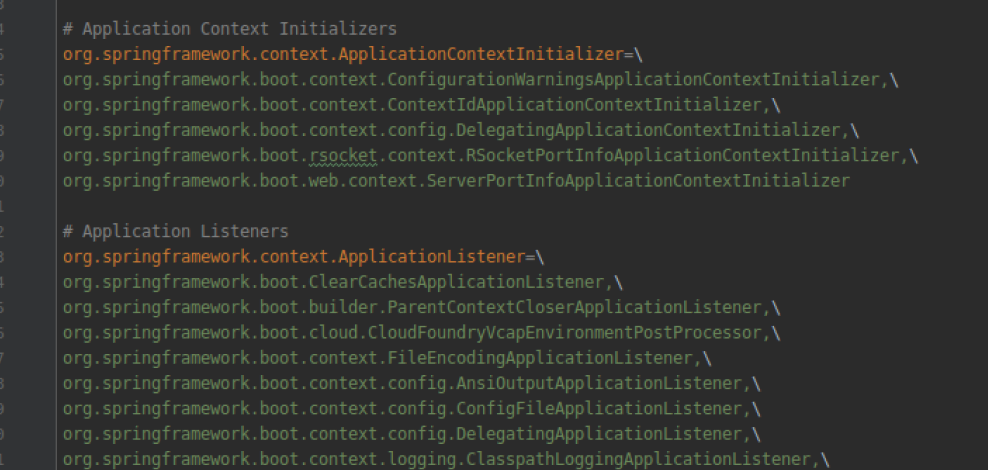 # Application Context Initializers
org.springframework.context.ApplicationContextInitializer=\
org.springframework.boot.context.ConfigurationWarningsApplicationContextInitializer,\
org.springframework.boot.context.ContextIdApplicationContextInitializer,\
org.springframework.boot.context.config.DelegatingApplicationContextInitializer,\
org.springframework.boot.rsocket.context.RSocketPortInfoApplicationContextInitializer,\
org.springframework.boot.web.context.ServerPortInfoApplicationContextInitializer
# Application Listeners
org.springframework.context.ApplicationListener=\
org.springframework.boot.ClearCachesApplicationListener,\
org.springframework.boot.builder.ParentContextCloserApplicationListener,\
org.springframework.boot.cloud.CloudFoundryVcapEnvironmentPostProcessor,\
org.springframework.boot.context.FileEncodingApplicationListener,\
org.springframework.boot.context.config.AnsiOutputApplicationListener,\
org.springframework.boot.context.config.ConfigFileApplicationListener,\
org.springframework.boot.context.config.DelegatingApplicationListener,\
org.springframework.boot.context.logging.ClasspathLoggingApplicationListener,\